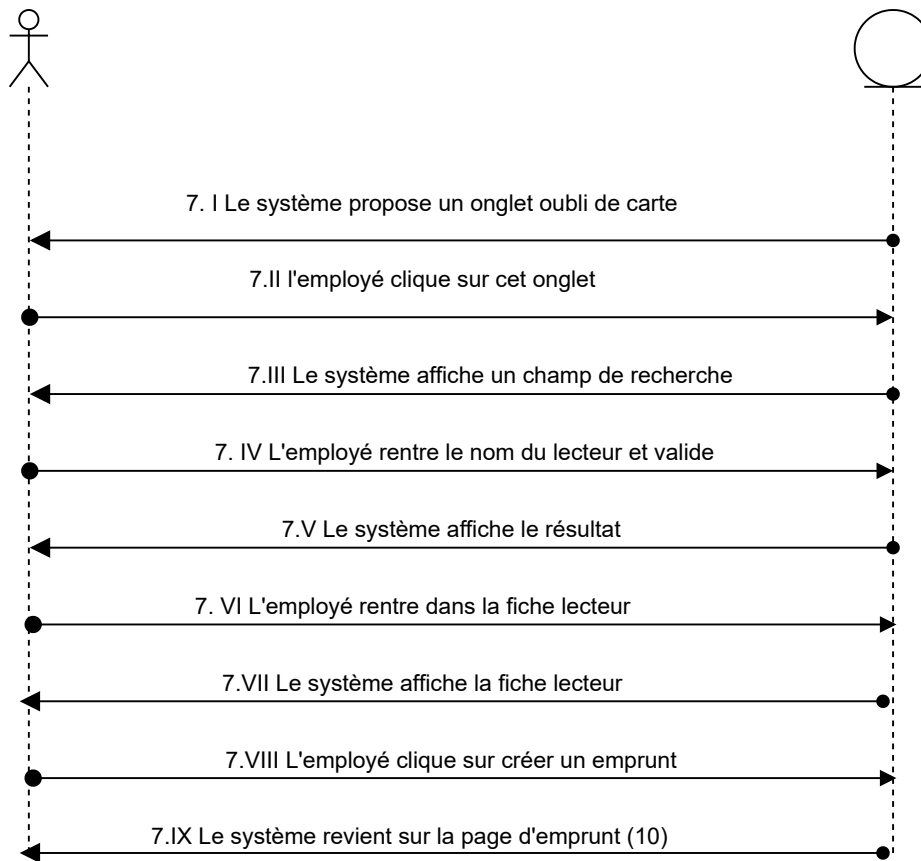 7. I Le système propose un onglet oubli de carte
7.II l'employé clique sur cet onglet
7.III Le système affiche un champ de recherche
7. IV L'employé rentre le nom du lecteur et valide
7.V Le système affiche le résultat
7. VI L'employé rentre dans la fiche lecteur
7.VII Le système affiche la fiche lecteur
7.VIII L'employé clique sur créer un emprunt
7.IX Le système revient sur la page d'emprunt (10)